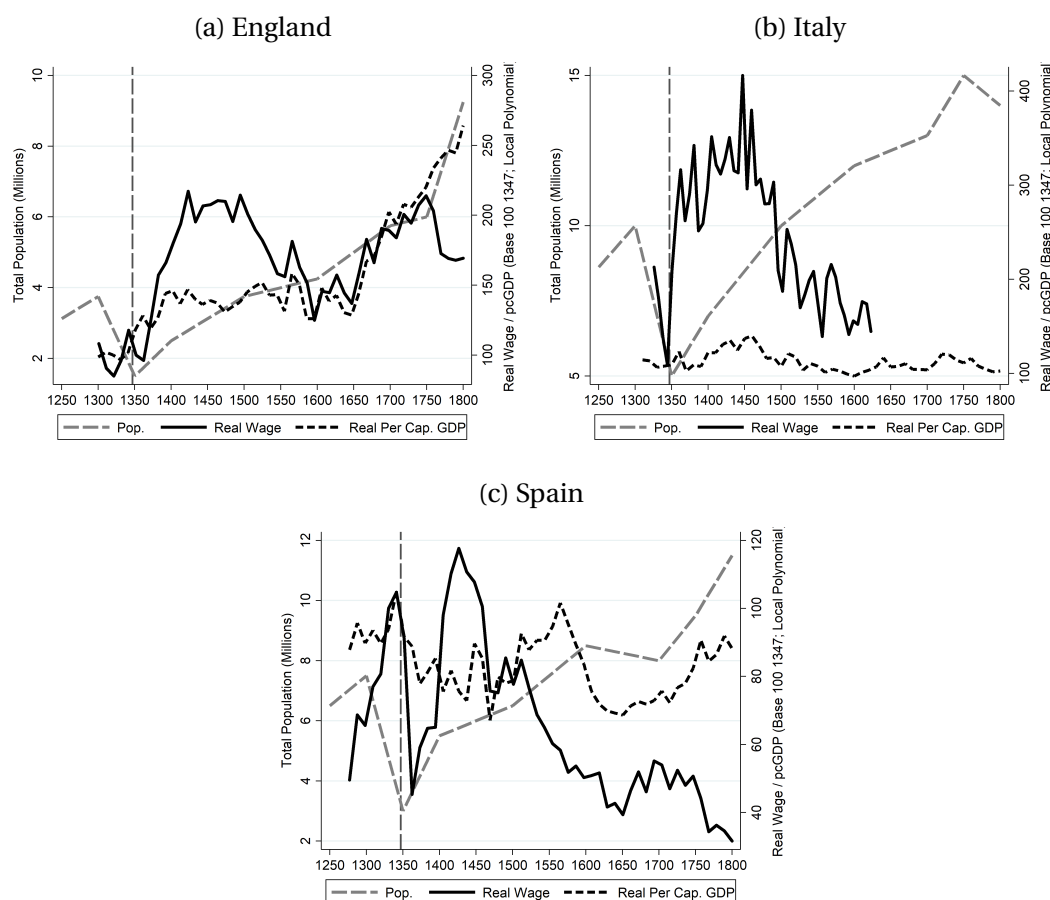 (a) England
Total Population (Millions)
10
8
6
4
2
300
250
200
150
100
Real Wage / pcGDP (Base 100 1347; Local Polynomial)
1250 1300 1350 1400 1450 1500 1550 1600 1650 1700 1750 1800
Pop. Real Wage Real Per Cap. GDP
(b) Italy
Total Population (Millions)
15
10
5
400
300
200
100
Real Wage / pcGDP (Base 100 1347; Local Polynomial)
1250 1300 1350 1400 1450 1500 1550 1600 1650 1700 1750 1800
Pop. Real Wage Real Per Cap. GDP
(c) Spain
Total Population (Millions)
12
10
8
6
4
2
120
100
80
60
40
Real Wage / pcGDP (Base 100 1347; Local Polynomial)
1250 1300 1350 1400 1450 1500 1550 1600 1650 1700 1750 1800
Pop. Real Wage Real Per Cap. GDP